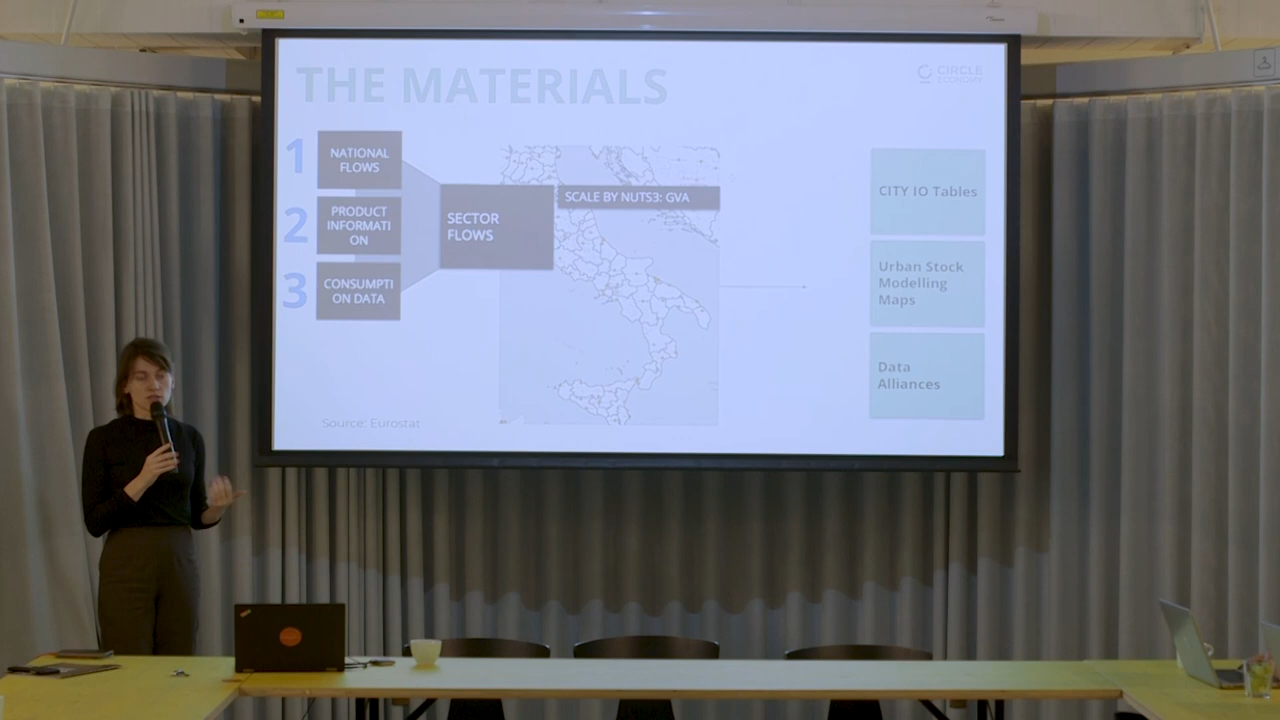 THE MATERIALS
CIRCLE
ECONOMY
1
NATIONAL
FLOWS
2
PRODUCT
INFORMATI
ON
3
CONSUMPTI
ON DATA
SECTOR
FLOWS
SCALE BY NUTS3: GVA
CITY IO Tables
Urban Stock
Modelling
Maps
Data
Alliances
Source: Eurostat